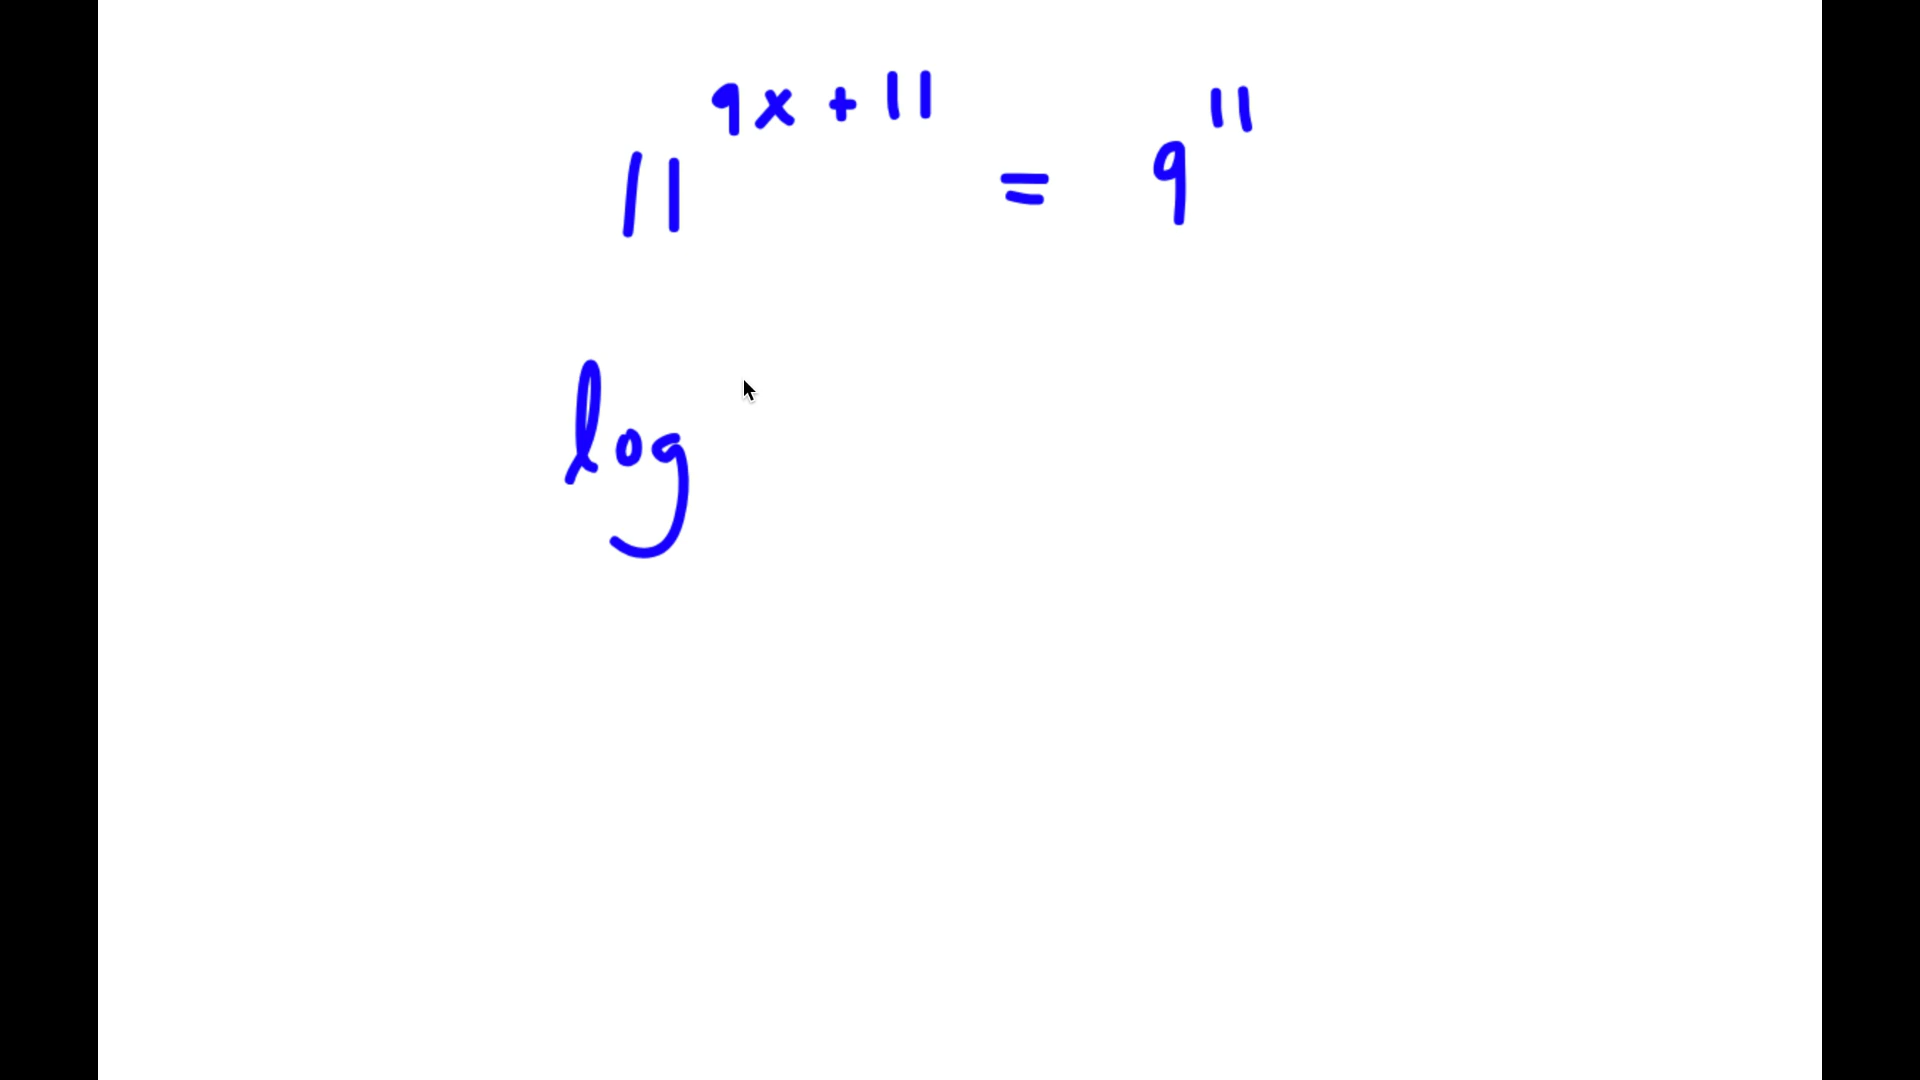 11^{9x + 11} = 9^{11}
log